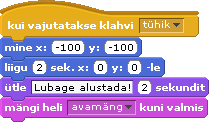 kui vajutatakse klahvi tühik
mine x: -100 y: -100
liigu 2 sek. x: 0 y: 0 -le
ütle Lubage alustada! 2 sekundit
mängi heli avamäng kuni valmis